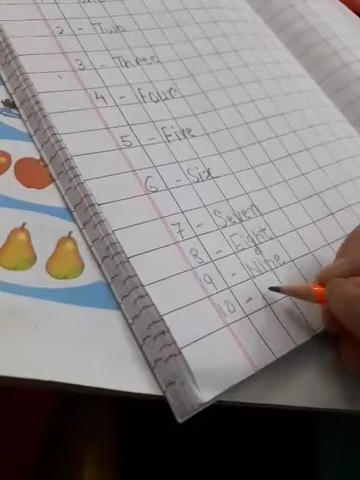 2 - Two
3 - Three
4 - Four
5 - Five
6 - Six
7 - Seven
8 - Eight
9 - Nine
10 -